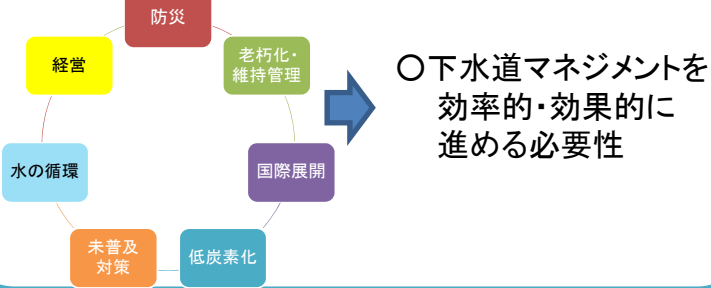 防災
老朽化・
維持管理
国際展開
低炭素化
未普及
対策
水の循環
経営
○下水道マネジメントを
効率的・効果的に
進める必要性